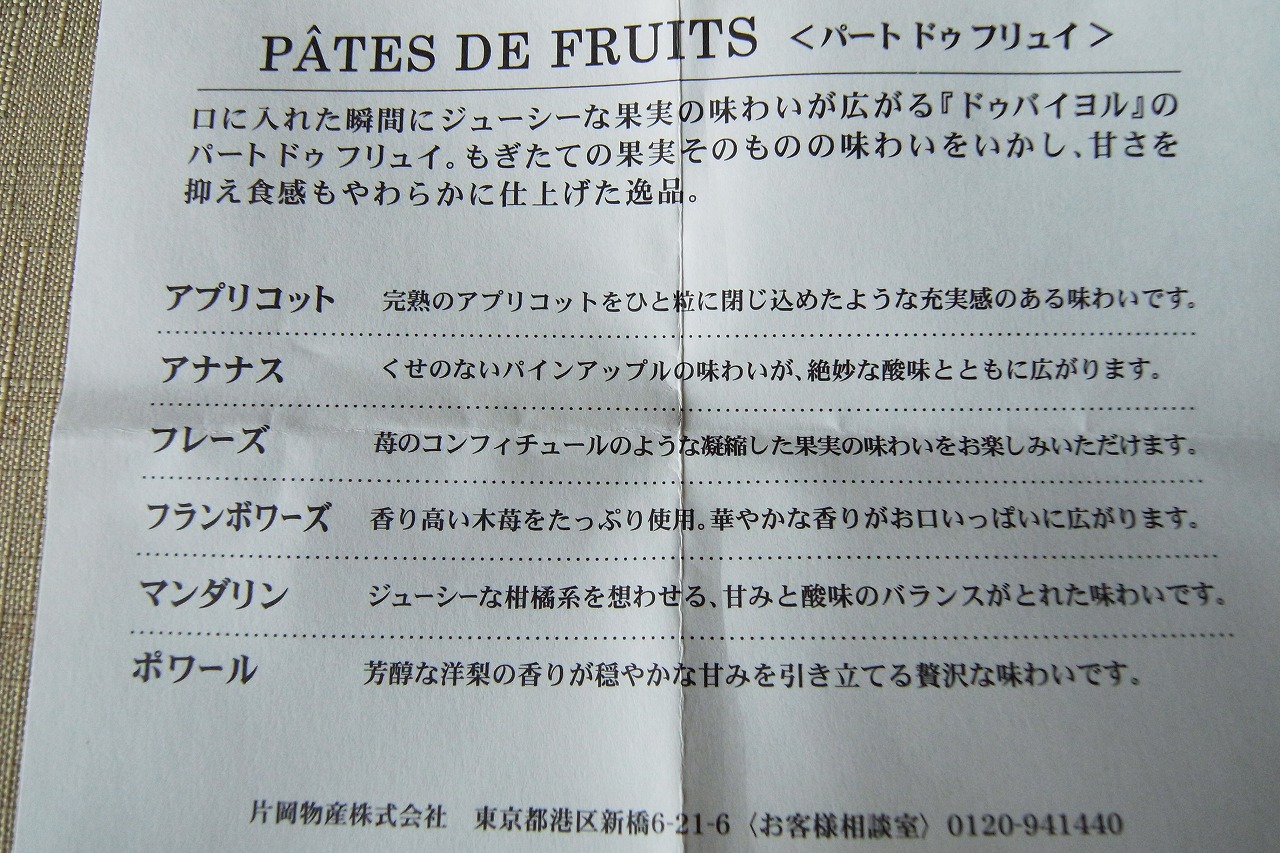 PÂTES DE FRUITS <パート ドゥ フリュイ>
口に入れた瞬間にジューシーな果実の味わいが広がる『ドゥバイヨル』の
パート ドゥ フリュイ。もぎたての果実そのものの味わいをいかし、甘さを
抑え食感もやわらかに仕上げた逸品。
アプリコット 完熟のアプリコットをひと粒に閉じ込めたような充実感のある味わいです。
アナナス くせのないパインアップルの味わいが、絶妙な酸味とともに広がります。
フレーズ 苺のコンフィチュールのような凝縮した果実の味わいをお楽しみいただけます。
フランボワーズ 香り高い木苺をたっぷり使用。華やかな香りがお口いっぱいに広がります。
マンダリン ジューシーな柑橘系を想わせる、甘みと酸味のバランスがとれた味わいです。
ポワール 芳醇な洋梨の香りが穏やかな甘みを引き立てる贅沢な味わいです。
片岡物産株式会社 東京都港区新橋6-21-6〈お客様相談室〉0120-941440